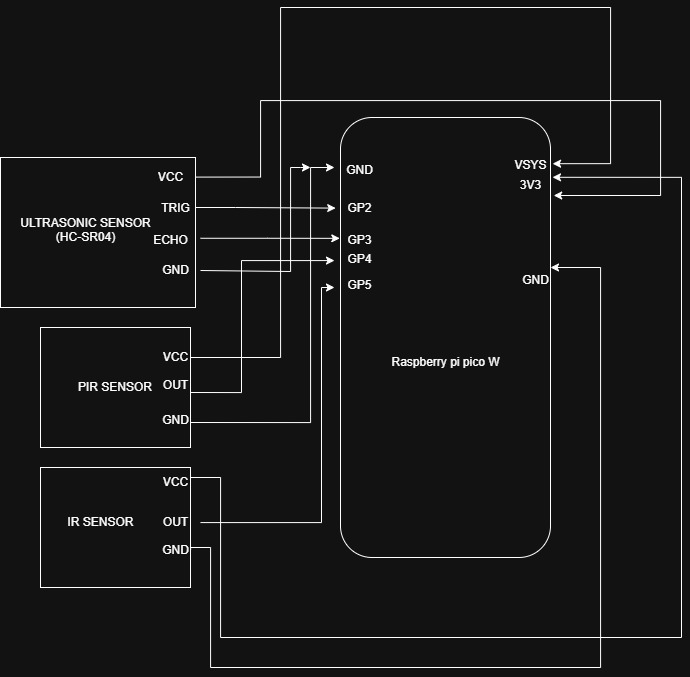 VCC
TRIG
ULTRASONIC SENSOR
(HC-SR04)
ECHO
GND
VCC
PIR SENSOR
OUT
GND
VCC
IR SENSOR
OUT
GND
GND
GP2
GP3
GP4
GP5
VSYS
3V3
GND
Raspberry pi pico W